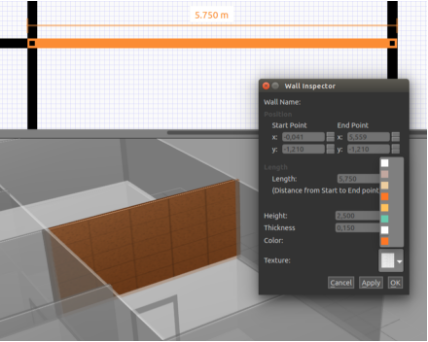 5.750 m
Wall Inspector
Wall Name:
Position
Start Point End Point
x: -0,041 x: 5,559
y: -1,210 y: -1,210
Length
Length: 5,750
(Distance from Start to End point
Height: 2,500
Thickness 0,150
Color:
Texture:
Cancel Apply OK